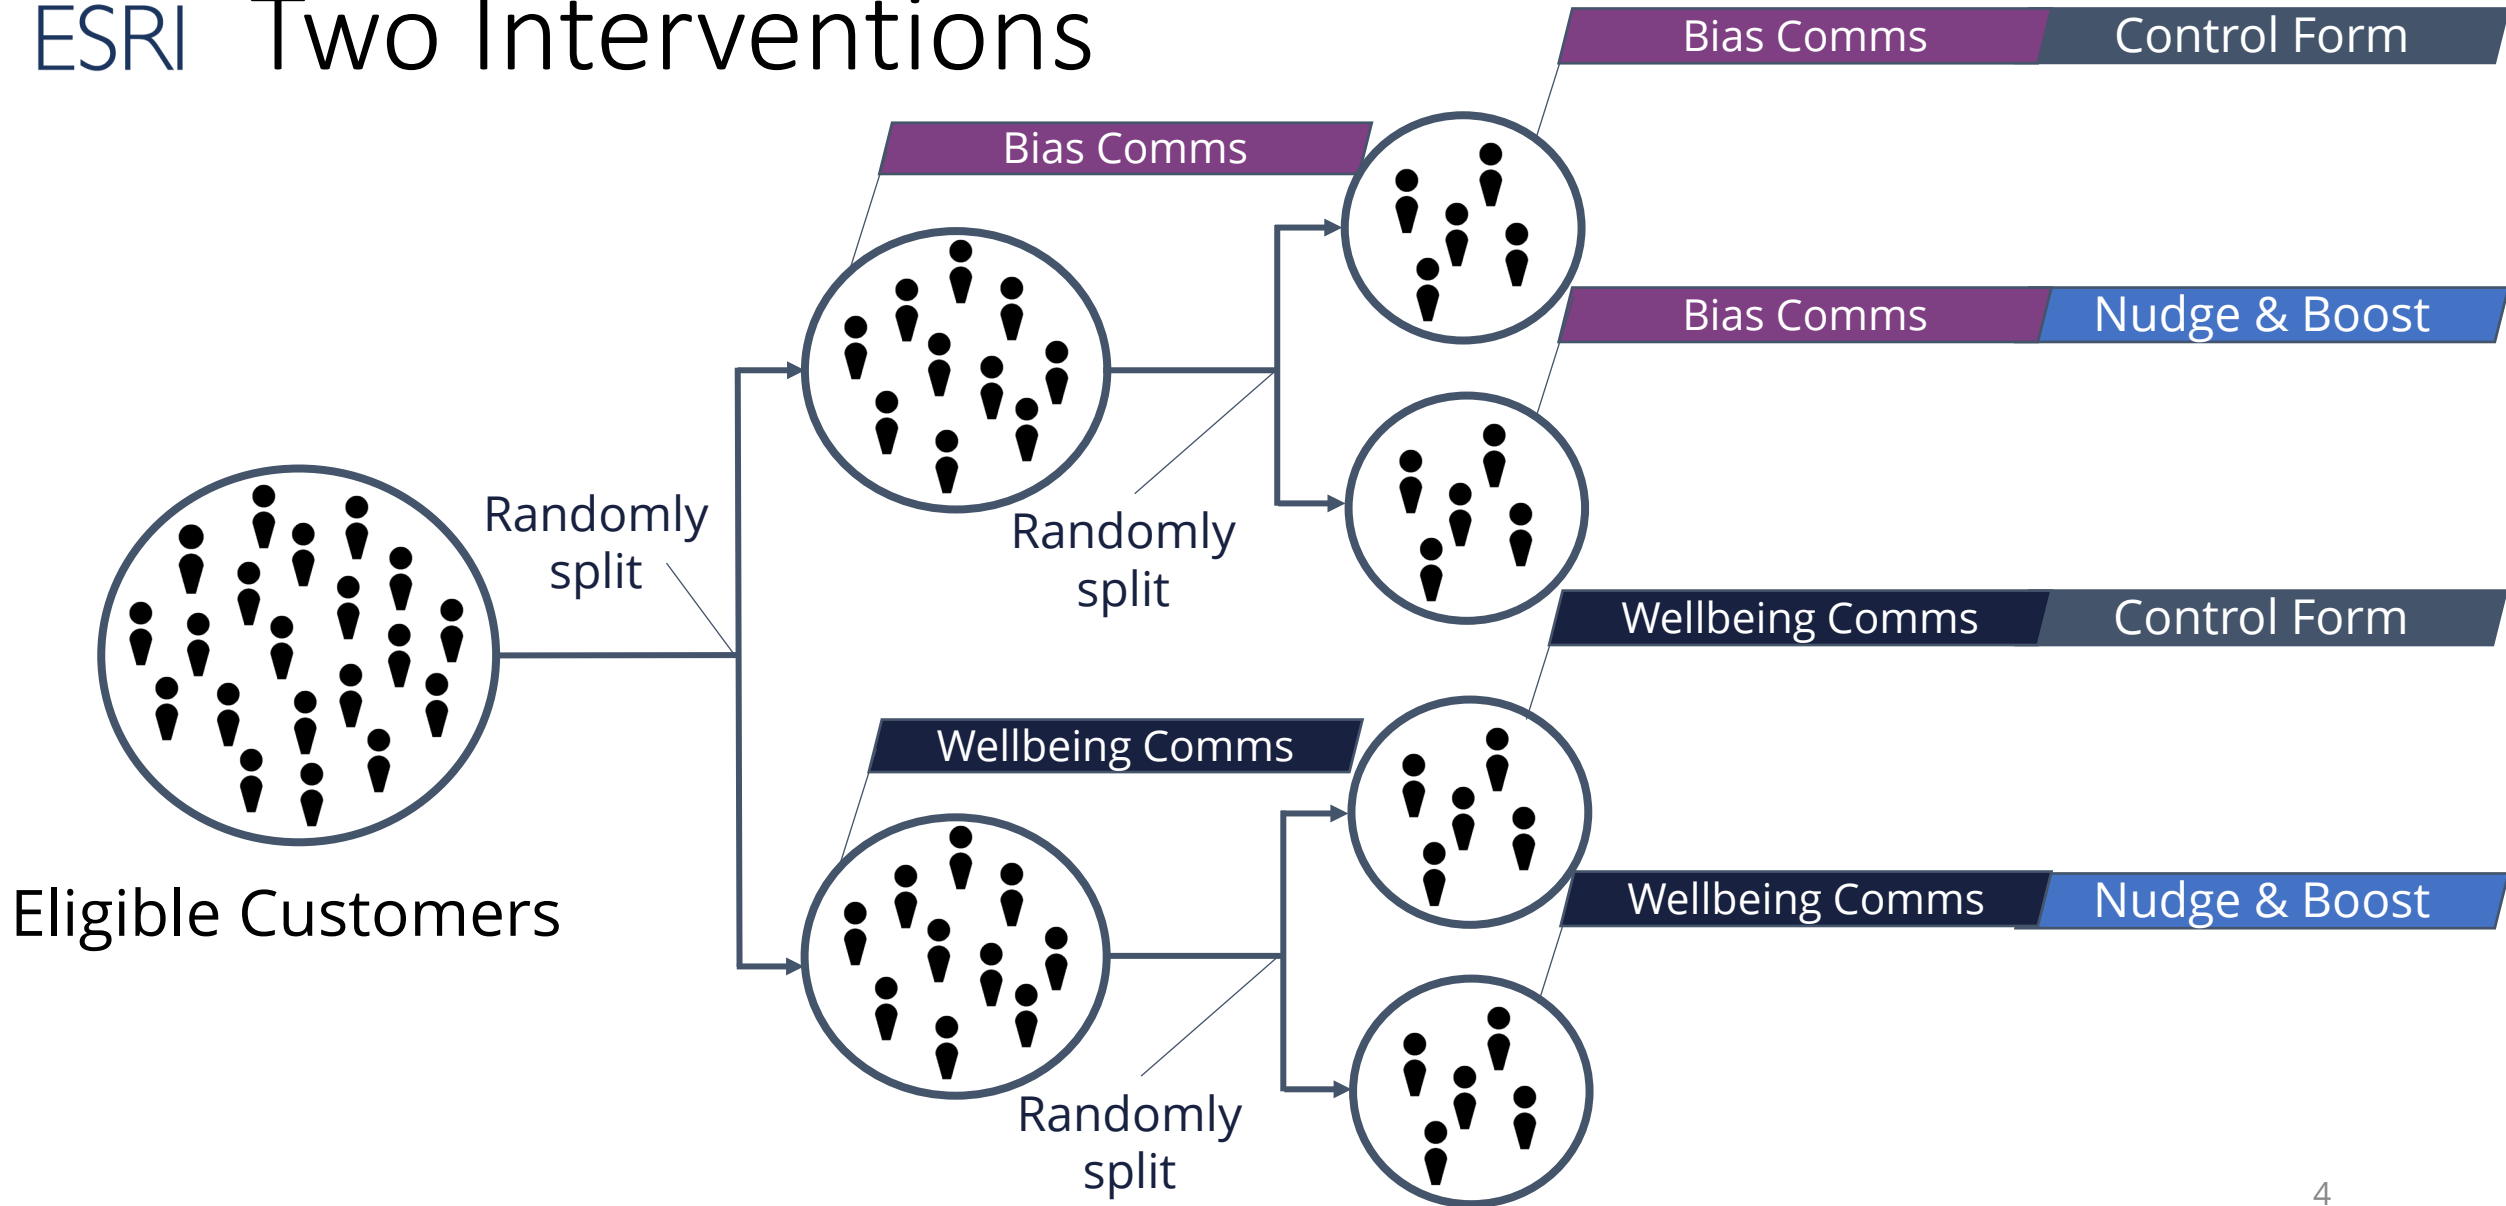 ESRI
Two Interventions
Bias Comms
Control Form
Bias Comms
Bias Comms
Nudge & Boost
Randomly
split
Randomly
split
Wellbeing Comms
Control Form
Wellbeing Comms
Wellbeing Comms
Nudge & Boost
Eligible Customers
Randomly
split
4